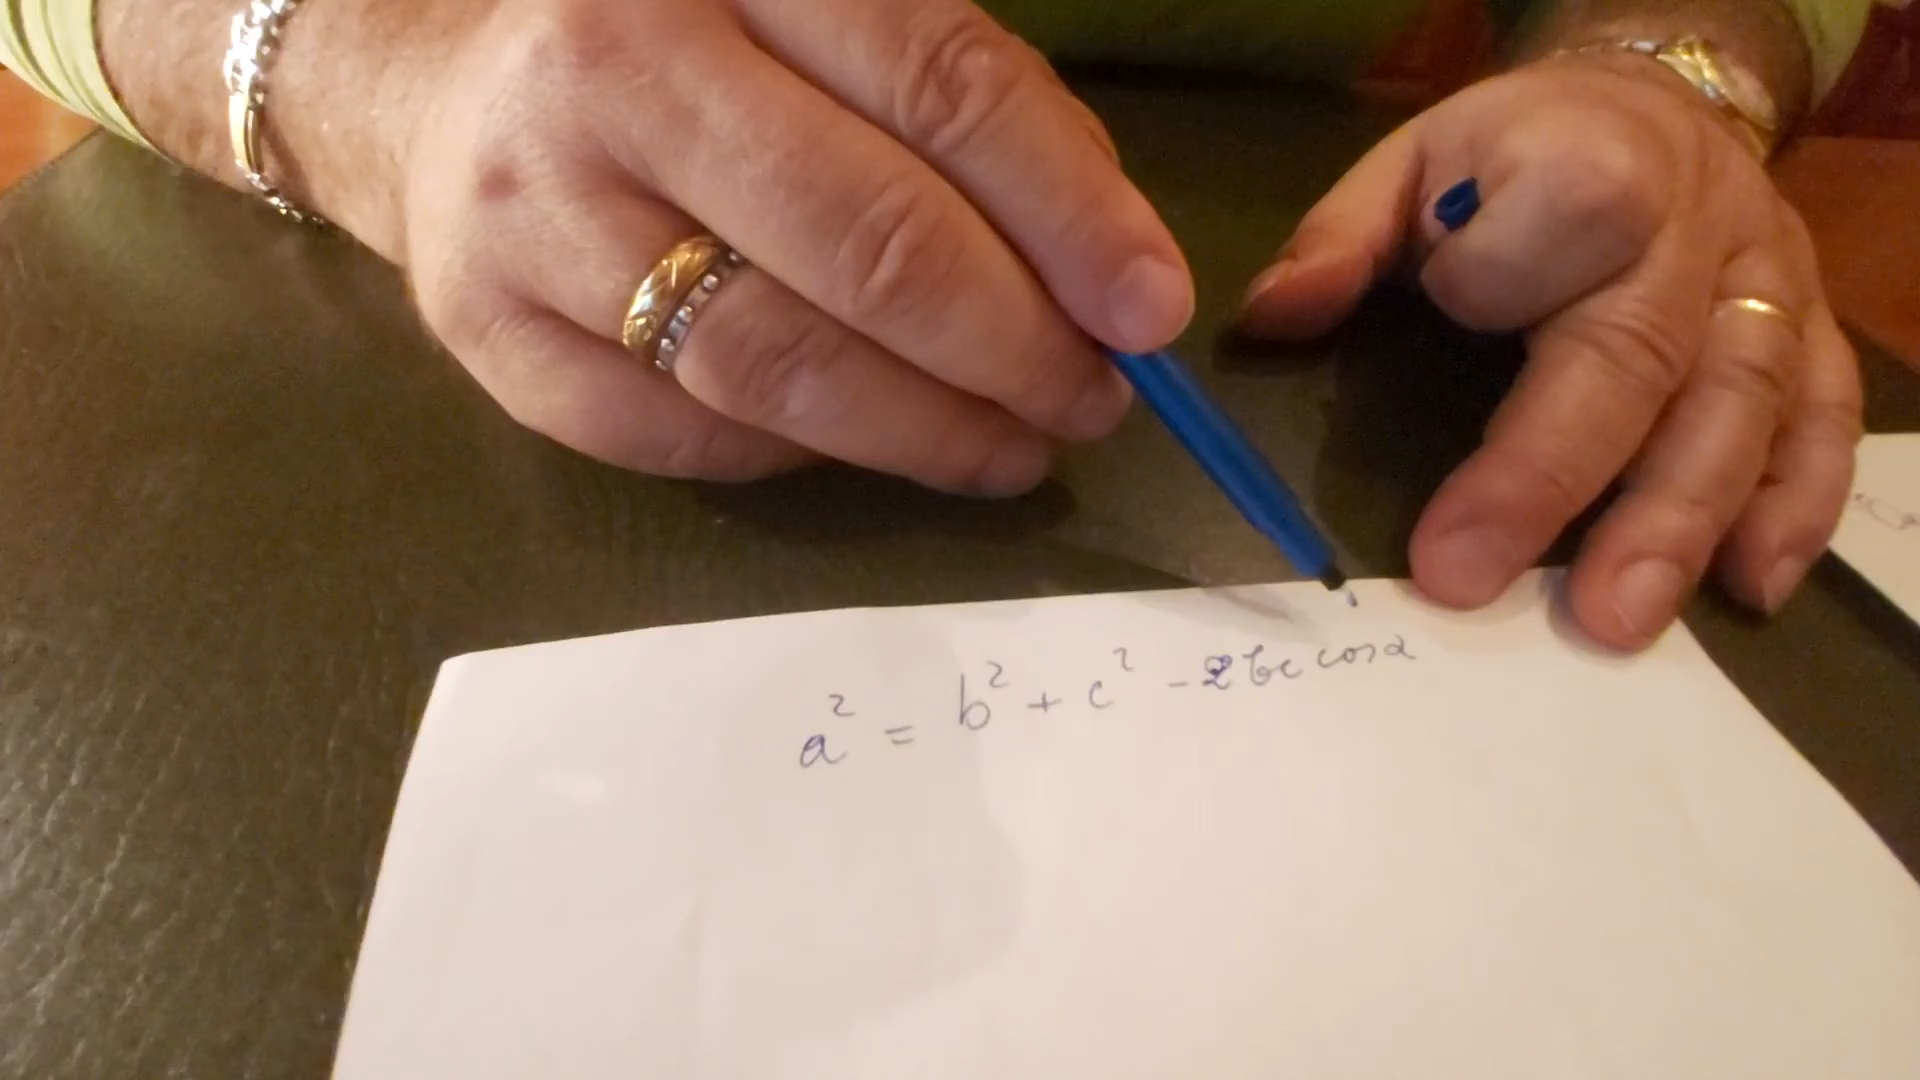 a² = b² + c² - 2bc cosα